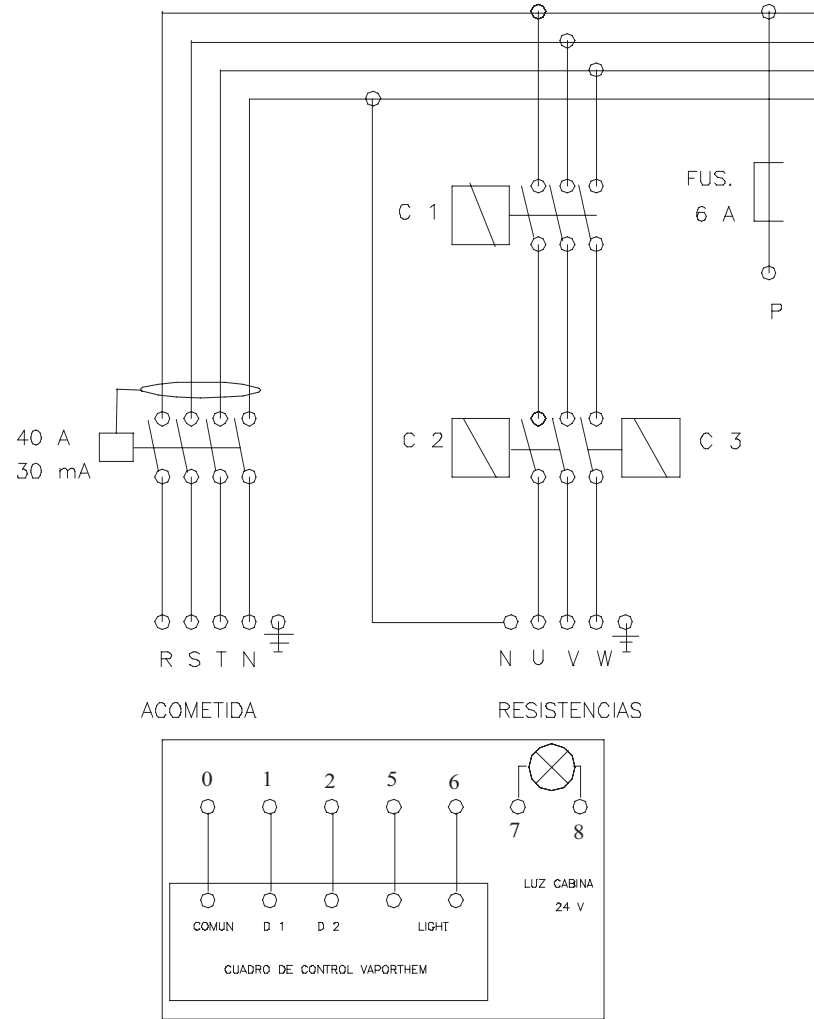 FUS.
6 A
C 1
P
40 A
30 mA
C 2
C 3
R S T N
N U V W
ACOMETIDA
RESISTENCIAS
0 1 2 5 6
7 8
LUZ CABINA
24 V
COMUN D 1 D 2 LIGHT
CUADRO DE CONTROL VAPORTHEM